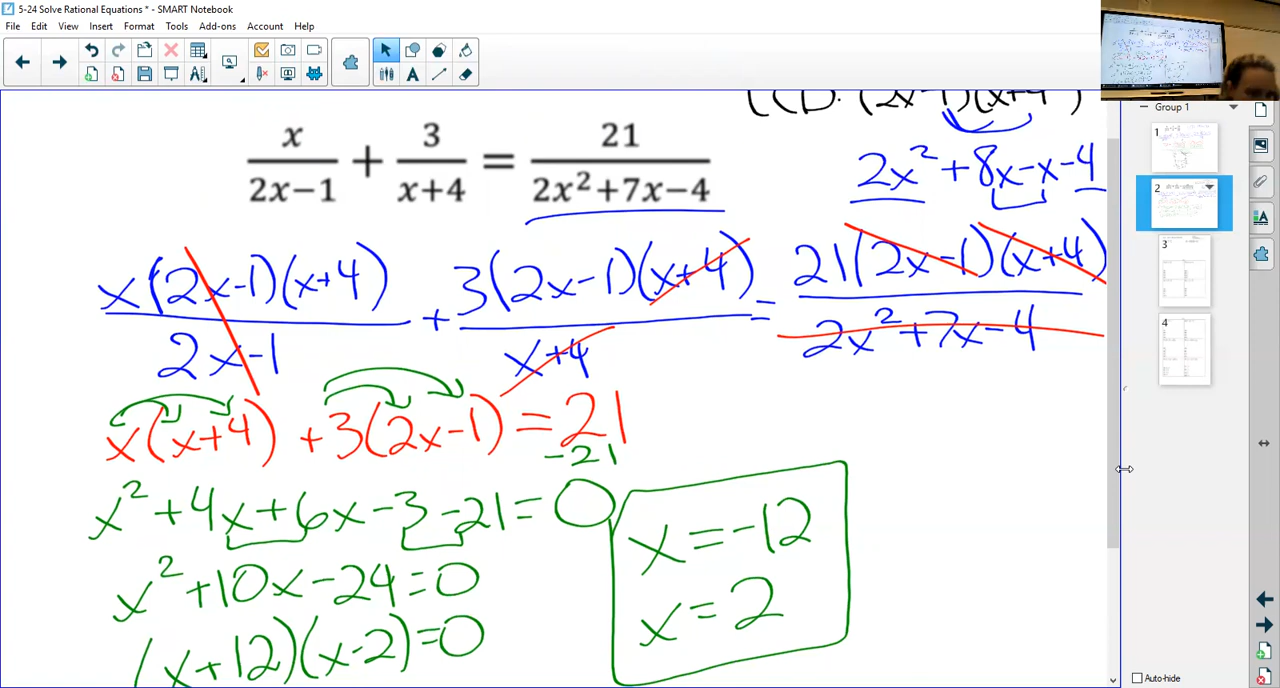 5-24 Solve Rational Equations * - SMART Notebook
File Edit View Insert Format Tools Add-ons Account Help
(2x-1)(x+4)
x/(2x−1) + 3/(x+4) = 21/(2x²+7x−4)
2x²+8x-x-4
x(2x-1)(x+4)/(2x-1) + 3(2x-1)(x+4)/(x+4) = 21(2x-1)(x+4)/(2x²+7x-4)
x(x+4) +3(2x-1) = 21
-21
x²+4x+6x-3-21=0
x²+10x-24=0
(x+12)(x-2)=0
x=-12
x=2
Group 1
1
2
3
4
Auto-hide